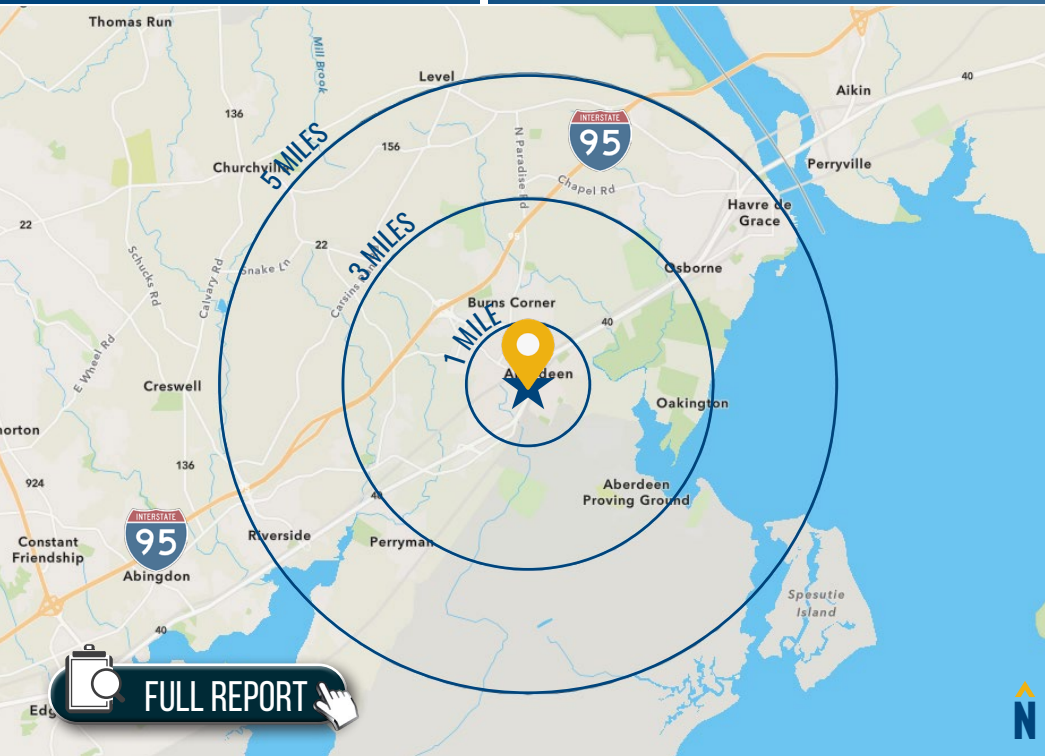 Thomas Run
Mill Brook
Level
40
Aikin
136
INTERSTATE
95
156
5 MILES
Churchville
N Paradise Rd
Chapel Rd
Perryville
Havre de
Grace
22
3 MILES
22
95
Schucks Rd
Calvary Rd
Snake Ln
Carsins
Osborne
Burns Corner
1 MILE
40
E Wheel Rd
Aberdeen
Creswell
Oakington
norton
136
924
Aberdeen
Proving Ground
40
INTERSTATE
95
Riverside
Perryman
Constant
Friendship
Abingdon
Spesutie
Island
40
FULL REPORT
Edg
N